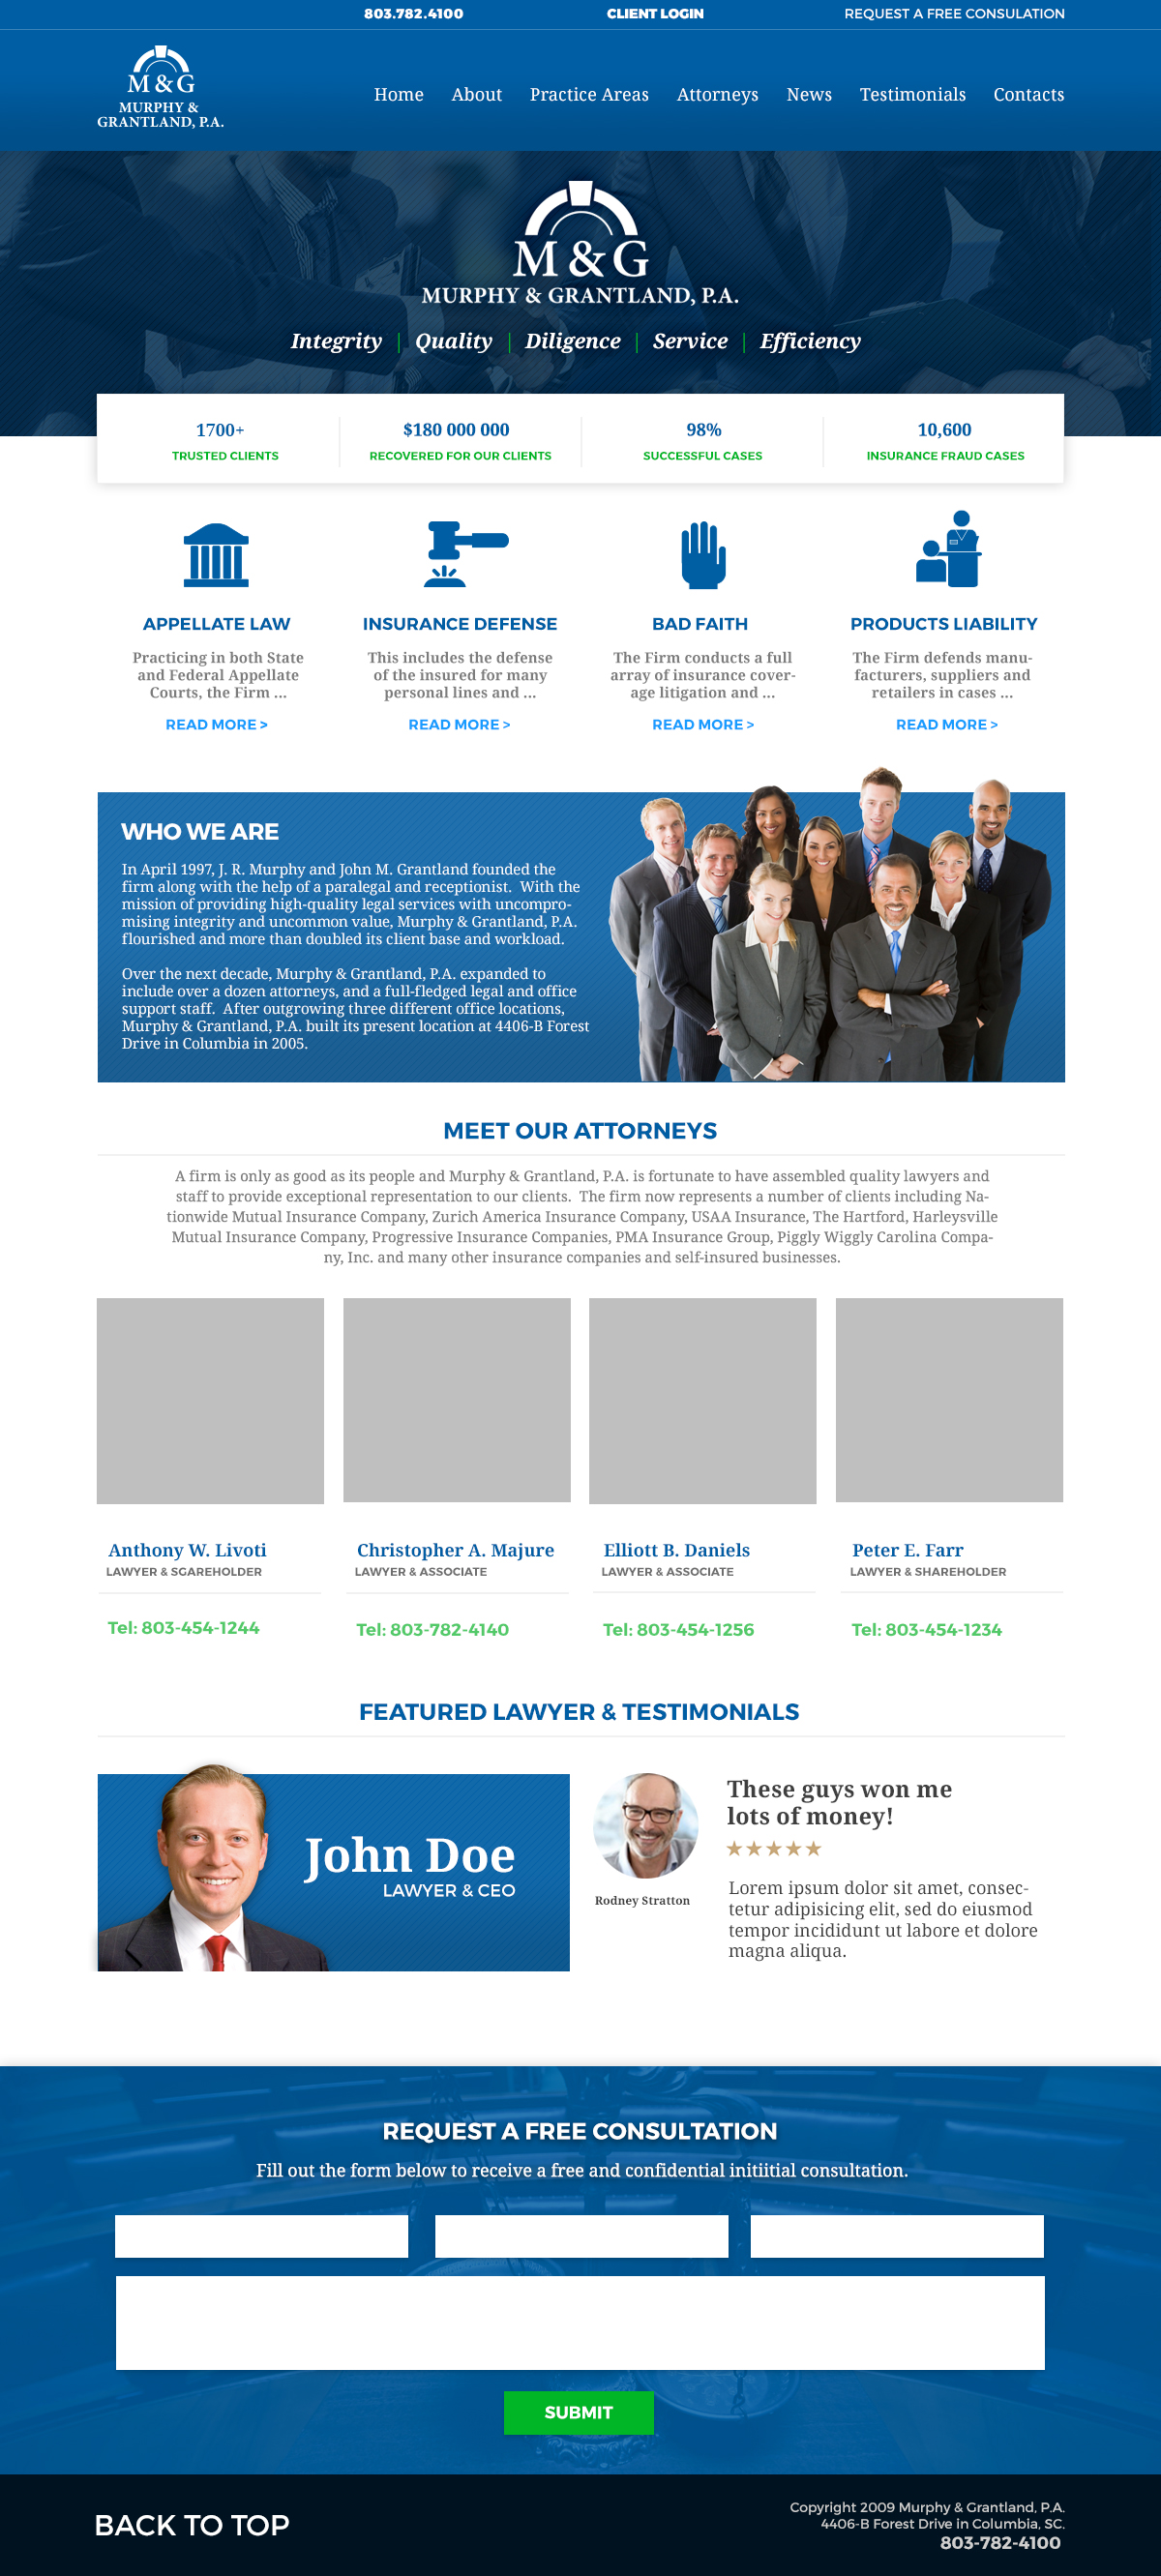 803.782.4100 CLIENT LOGIN REQUEST A FREE CONSULATION
M & G
MURPHY &
GRANTLAND, P.A.
Home About Practice Areas Attorneys News Testimonials Contacts
M & G
MURPHY & GRANTLAND, P.A.
Integrity | Quality | Diligence | Service | Efficiency
1700+
TRUSTED CLIENTS
$180 000 000
RECOVERED FOR OUR CLIENTS
98%
SUCCESSFUL CASES
10,600
INSURANCE FRAUD CASES
APPELLATE LAW
Practicing in both State
and Federal Appellate
Courts, the Firm ...
READ MORE >
INSURANCE DEFENSE
This includes the defense
of the insured for many
personal lines and ...
READ MORE >
BAD FAITH
The Firm conducts a full
array of insurance cover-
age litigation and ...
READ MORE >
PRODUCTS LIABILITY
The Firm defends manu-
facturers, suppliers and
retailers in cases ...
READ MORE >
WHO WE ARE
In April 1997, J. R. Murphy and John M. Grantland founded the
firm along with the help of a paralegal and receptionist. With the
mission of providing high-quality legal services with uncompro-
mising integrity and uncommon value, Murphy & Grantland, P.A.
flourished and more than doubled its client base and workload.
Over the next decade, Murphy & Grantland, P.A. expanded to
include over a dozen attorneys, and a full-fledged legal and office
support staff. After outgrowing three different office locations,
Murphy & Grantland, P.A. built its present location at 4406-B Forest
Drive in Columbia in 2005.
MEET OUR ATTORNEYS
A firm is only as good as its people and Murphy & Grantland, P.A. is fortunate to have assembled quality lawyers and
staff to provide exceptional representation to our clients. The firm now represents a number of clients including Na-
tionwide Mutual Insurance Company, Zurich America Insurance Company, USAA Insurance, The Hartford, Harleysville
Mutual Insurance Company, Progressive Insurance Companies, PMA Insurance Group, Piggly Wiggly Carolina Compa-
ny, Inc. and many other insurance companies and self-insured businesses.
Anthony W. Livoti
LAWYER & SGAREHOLDER
Tel: 803-454-1244
Christopher A. Majure
LAWYER & ASSOCIATE
Tel: 803-782-4140
Elliott B. Daniels
LAWYER & ASSOCIATE
Tel: 803-454-1256
Peter E. Farr
LAWYER & SHAREHOLDER
Tel: 803-454-1234
FEATURED LAWYER & TESTIMONIALS
John Doe
LAWYER & CEO
Rodney Stratton
These guys won me
lots of money!
Lorem ipsum dolor sit amet, consec-
tetur adipisicing elit, sed do eiusmod
tempor incididunt ut labore et dolore
magna aliqua.
REQUEST A FREE CONSULTATION
Fill out the form below to receive a free and confidential initiitial consultation.
SUBMIT
BACK TO TOP
Copyright 2009 Murphy & Grantland, P.A.
4406-B Forest Drive in Columbia, SC.
803-782-4100